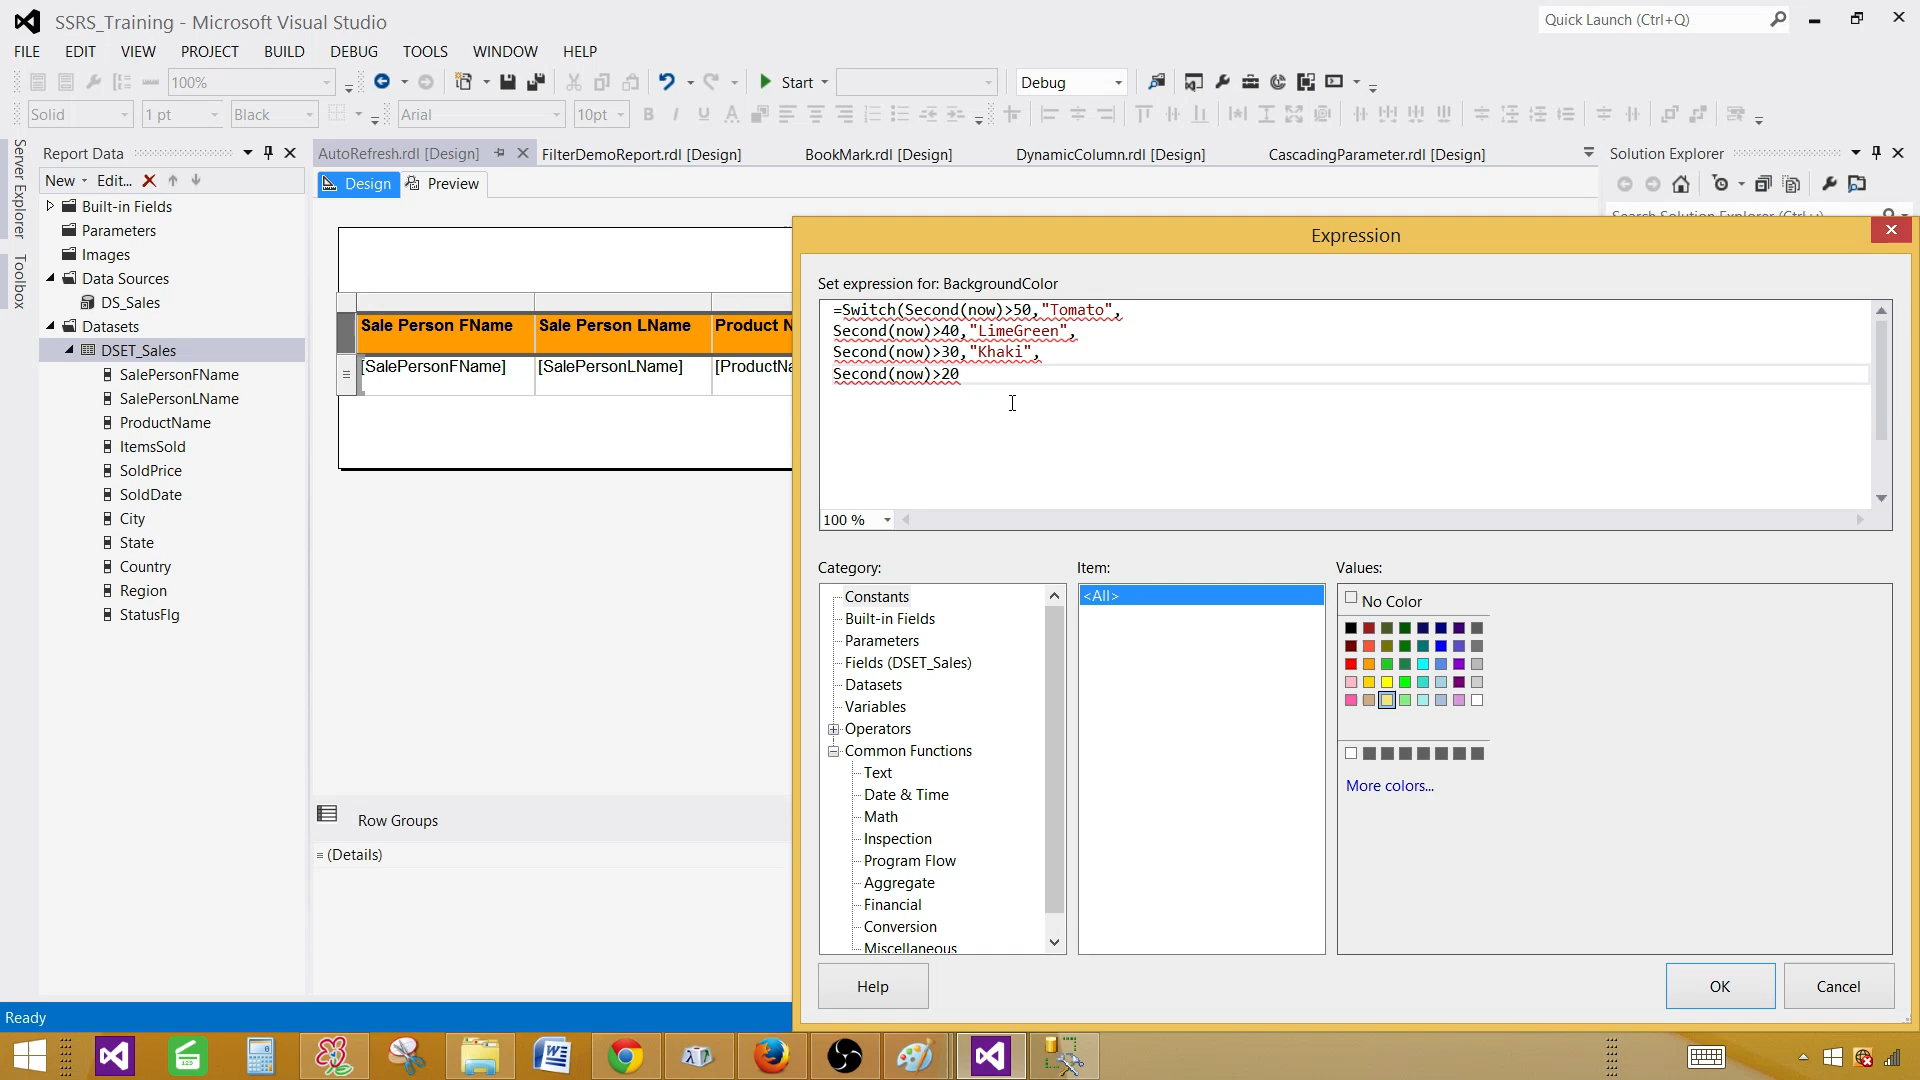 SSRS_Training - Microsoft Visual Studio
Quick Launch (Ctrl+Q)
FILE EDIT VIEW PROJECT BUILD DEBUG TOOLS WINDOW HELP
100% Start Debug
Solid 1 pt Black Arial 10pt B I U A
Server Explorer
Toolbox
Report Data
New Edit...
Built-in Fields
Parameters
Images
Data Sources
DS_Sales
Datasets
DSET_Sales
SalePersonFName
SalePersonLName
ProductName
ItemsSold
SoldPrice
SoldDate
City
State
Country
Region
StatusFlg
AutoRefresh.rdl [Design] FilterDemoReport.rdl [Design] BookMark.rdl [Design] DynamicColumn.rdl [Design] CascadingParameter.rdl [Design]
Design Preview
Sale Person FName Sale Person LName Product N
[SalePersonFName] [SalePersonLName] [ProductNa
Row Groups
(Details)
Solution Explorer
Search Solution Explorer (Ctrl+;)
Expression
Set expression for: BackgroundColor
=Switch(Second(now)>50,"Tomato",
Second(now)>40,"LimeGreen",
Second(now)>30,"Khaki",
Second(now)>20
100 %
Category:
Constants
Built-in Fields
Parameters
Fields (DSET_Sales)
Datasets
Variables
Operators
Common Functions
Text
Date & Time
Math
Inspection
Program Flow
Aggregate
Financial
Conversion
Miscellaneous
Item:
<All>
Values:
No Color
More colors...
Help OK Cancel
Ready